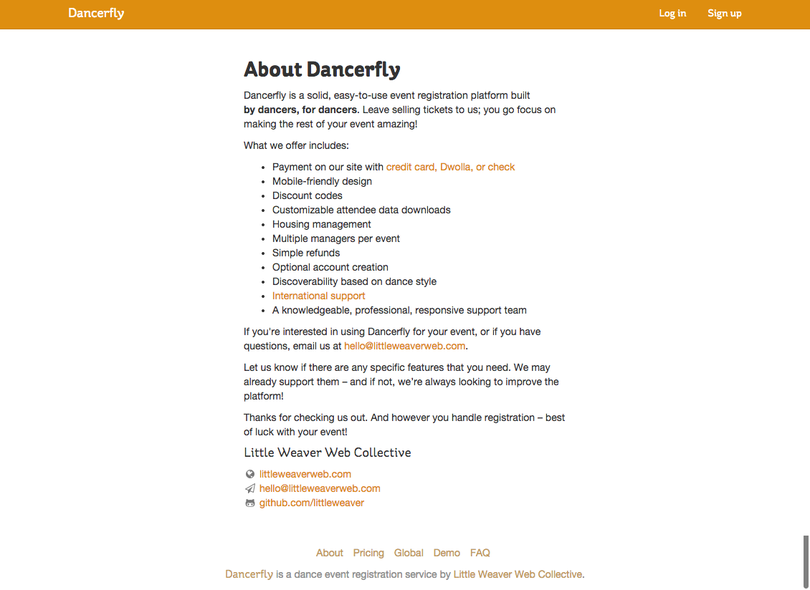 Dancerfly
Log in
Sign up
About Dancerfly
Dancerfly is a solid, easy-to-use event registration platform built
by dancers, for dancers. Leave selling tickets to us; you go focus on
making the rest of your event amazing!
What we offer includes:
• Payment on our site with credit card, Dwolla, or check
• Mobile-friendly design
• Discount codes
• Customizable attendee data downloads
• Housing management
• Multiple managers per event
• Simple refunds
• Optional account creation
• Discoverability based on dance style
• International support
• A knowledgeable, professional, responsive support team
If you're interested in using Dancerfly for your event, or if you have
questions, email us at hello@littleweaverweb.com.
Let us know if there are any specific features that you need. We may
already support them – and if not, we're always looking to improve the
platform!
Thanks for checking us out. And however you handle registration – best
of luck with your event!
Little Weaver Web Collective
littleweaverweb.com
hello@littleweaverweb.com
github.com/littleweaver
About Pricing Global Demo FAQ
Dancerfly is a dance event registration service by Little Weaver Web Collective.